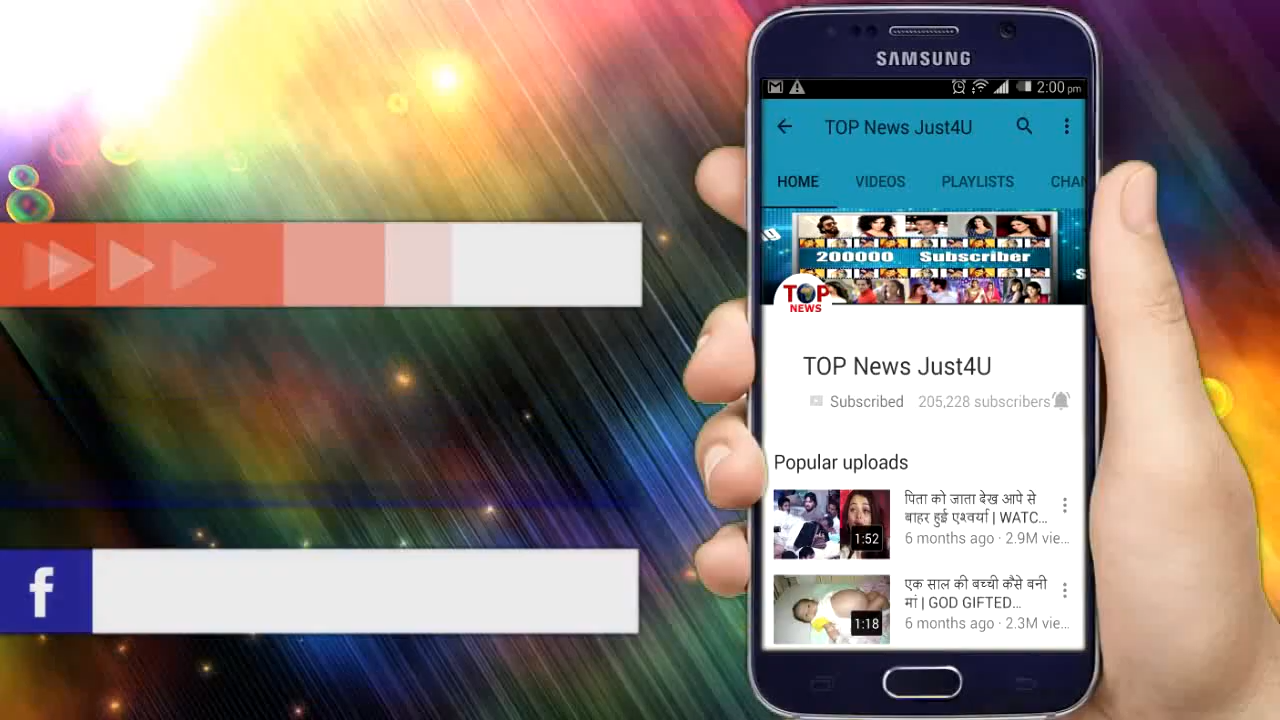 SAMSUNG
2:00 pm
TOP News Just4U
HOME VIDEOS PLAYLISTS CHAN
200000 Subscriber
TOP
NEWS
TOP News Just4U
Subscribed 205,228 subscribers
Popular uploads
पिता को जाता देख आपे से
बाहर हुई एश्वर्या | WATC...
1:52
6 months ago · 2.9M vie...
एक साल की बच्ची कैसे बनी
मां | GOD GIFTED...
1:18
6 months ago · 2.3M vie...
f